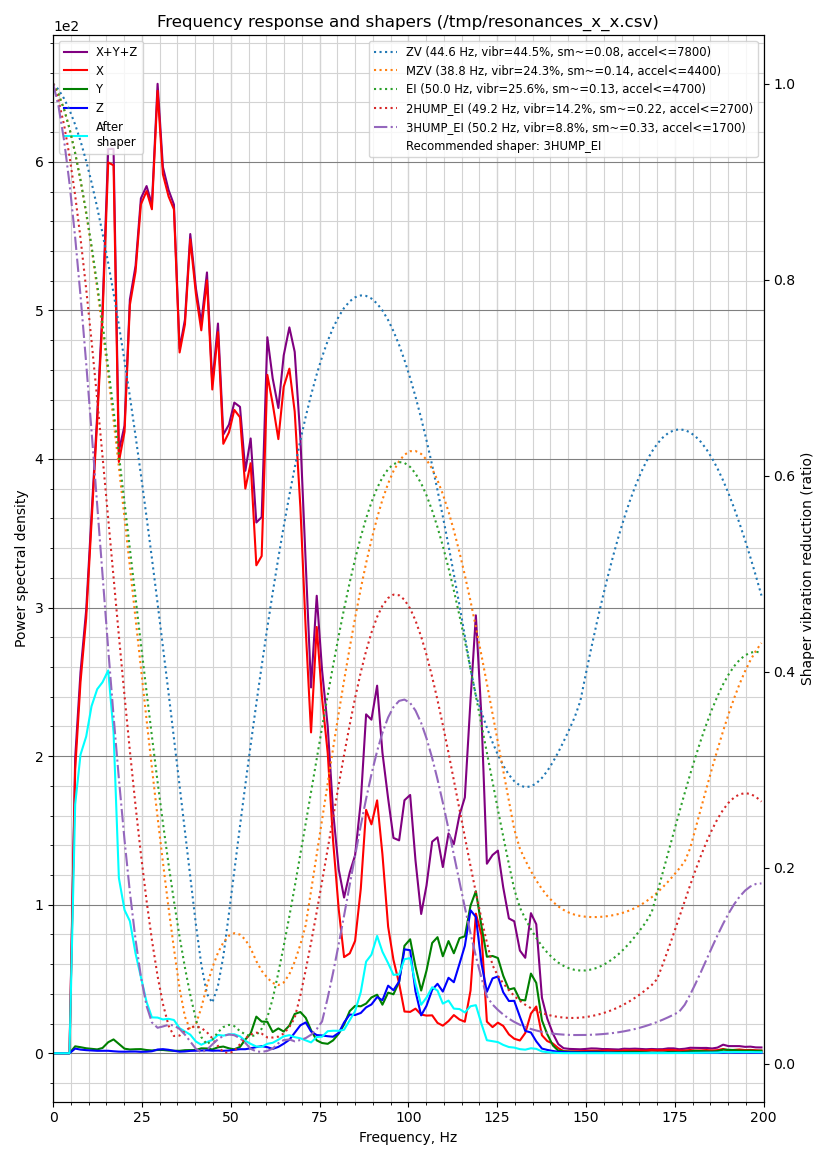 Frequency response and shapers (/tmp/resonances_x_x.csv)
1e2
X+Y+Z
X
Y
Z
After
shaper
ZV (44.6 Hz, vibr=44.5%, sm~=0.08, accel<=7800)
MZV (38.8 Hz, vibr=24.3%, sm~=0.14, accel<=4400)
EI (50.0 Hz, vibr=25.6%, sm~=0.13, accel<=4700)
2HUMP_EI (49.2 Hz, vibr=14.2%, sm~=0.22, accel<=2700)
3HUMP_EI (50.2 Hz, vibr=8.8%, sm~=0.33, accel<=1700)
Recommended shaper: 3HUMP_EI
6
5
4
3
2
1
0
Power spectral density
1.0
0.8
0.6
0.4
0.2
0.0
Shaper vibration reduction (ratio)
0 25 50 75 100 125 150 175 200
Frequency, Hz